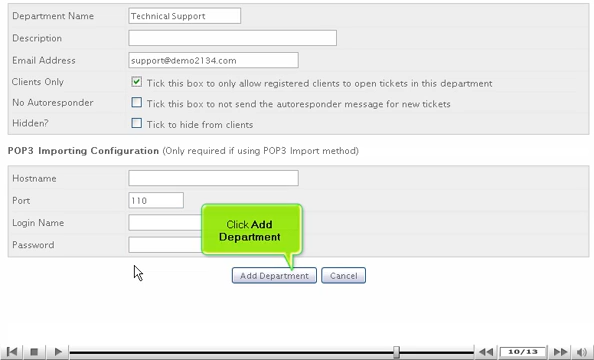 Department Name Technical Support
Description
Email Address support@demo2134.com
Clients Only Tick this box to only allow registered clients to open tickets in this department
No Autoresponder Tick this box to not send the autoresponder message for new tickets
Hidden? Tick to hide from clients
POP3 Importing Configuration (Only required if using POP3 Import method)
Hostname
Port 110
Login Name
Password
Click Add
Department
Add Department Cancel
10/13